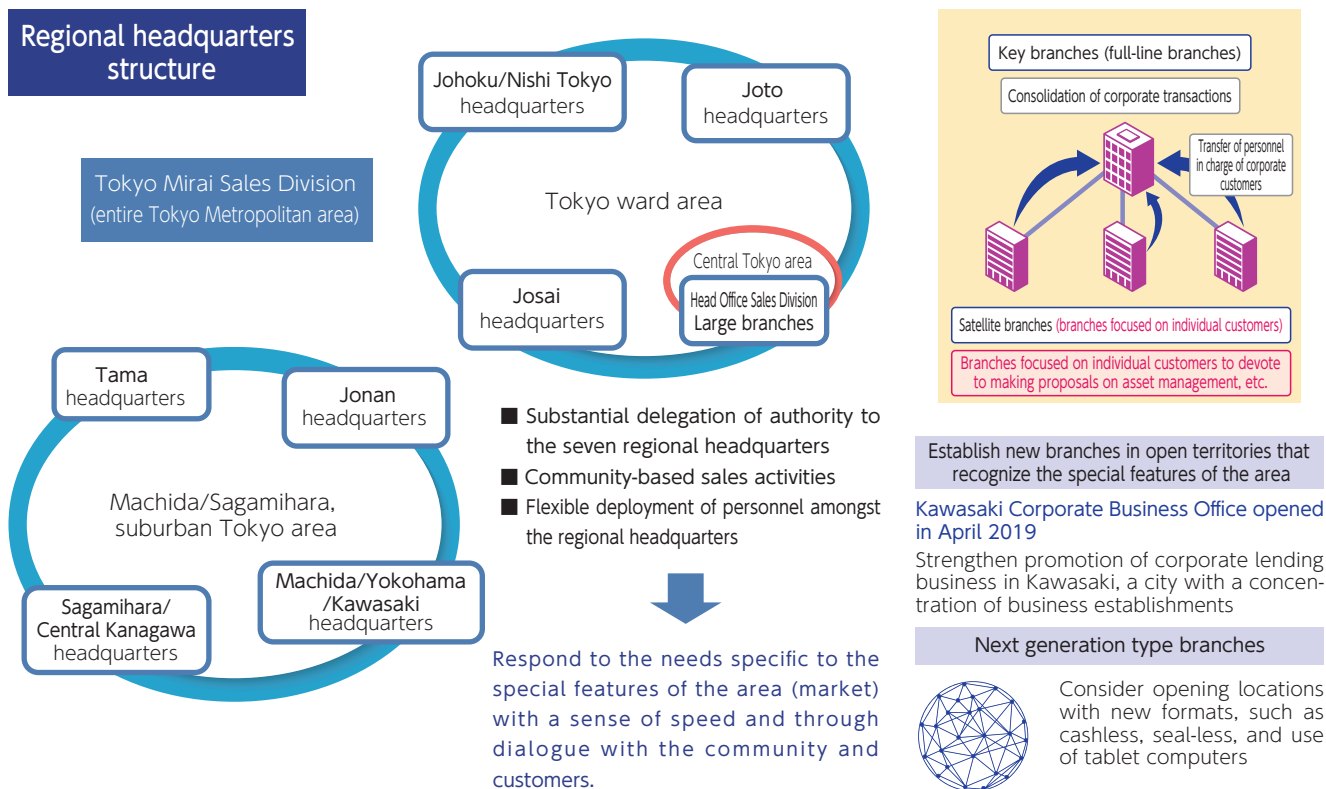 Regional headquarters
structure
Tokyo Mirai Sales Division
(entire Tokyo Metropolitan area)
Johoku/Nishi Tokyo
headquarters
Joto
headquarters
Tokyo ward area
Josai
headquarters
Central Tokyo area
Head Office Sales Division
Large branches
Tama
headquarters
Jonan
headquarters
Machida/Sagamihara,
suburban Tokyo area
Sagamihara/
Central Kanagawa
headquarters
Machida/Yokohama
/Kawasaki
headquarters
■ Substantial delegation of authority to
the seven regional headquarters
■ Community-based sales activities
■ Flexible deployment of personnel amongst
the regional headquarters
Respond to the needs specific to the
special features of the area (market)
with a sense of speed and through
dialogue with the community and
customers.
Key branches (full-line branches)
Consolidation of corporate transactions
Transfer of personnel
in charge of corporate
customers
Satellite branches (branches focused on individual customers)
Branches focused on individual customers to devote
to making proposals on asset management, etc.
Establish new branches in open territories that
recognize the special features of the area
Kawasaki Corporate Business Office opened
in April 2019
Strengthen promotion of corporate lending
business in Kawasaki, a city with a concen-
tration of business establishments
Next generation type branches
Consider opening locations
with new formats, such as
cashless, seal-less, and use
of tablet computers